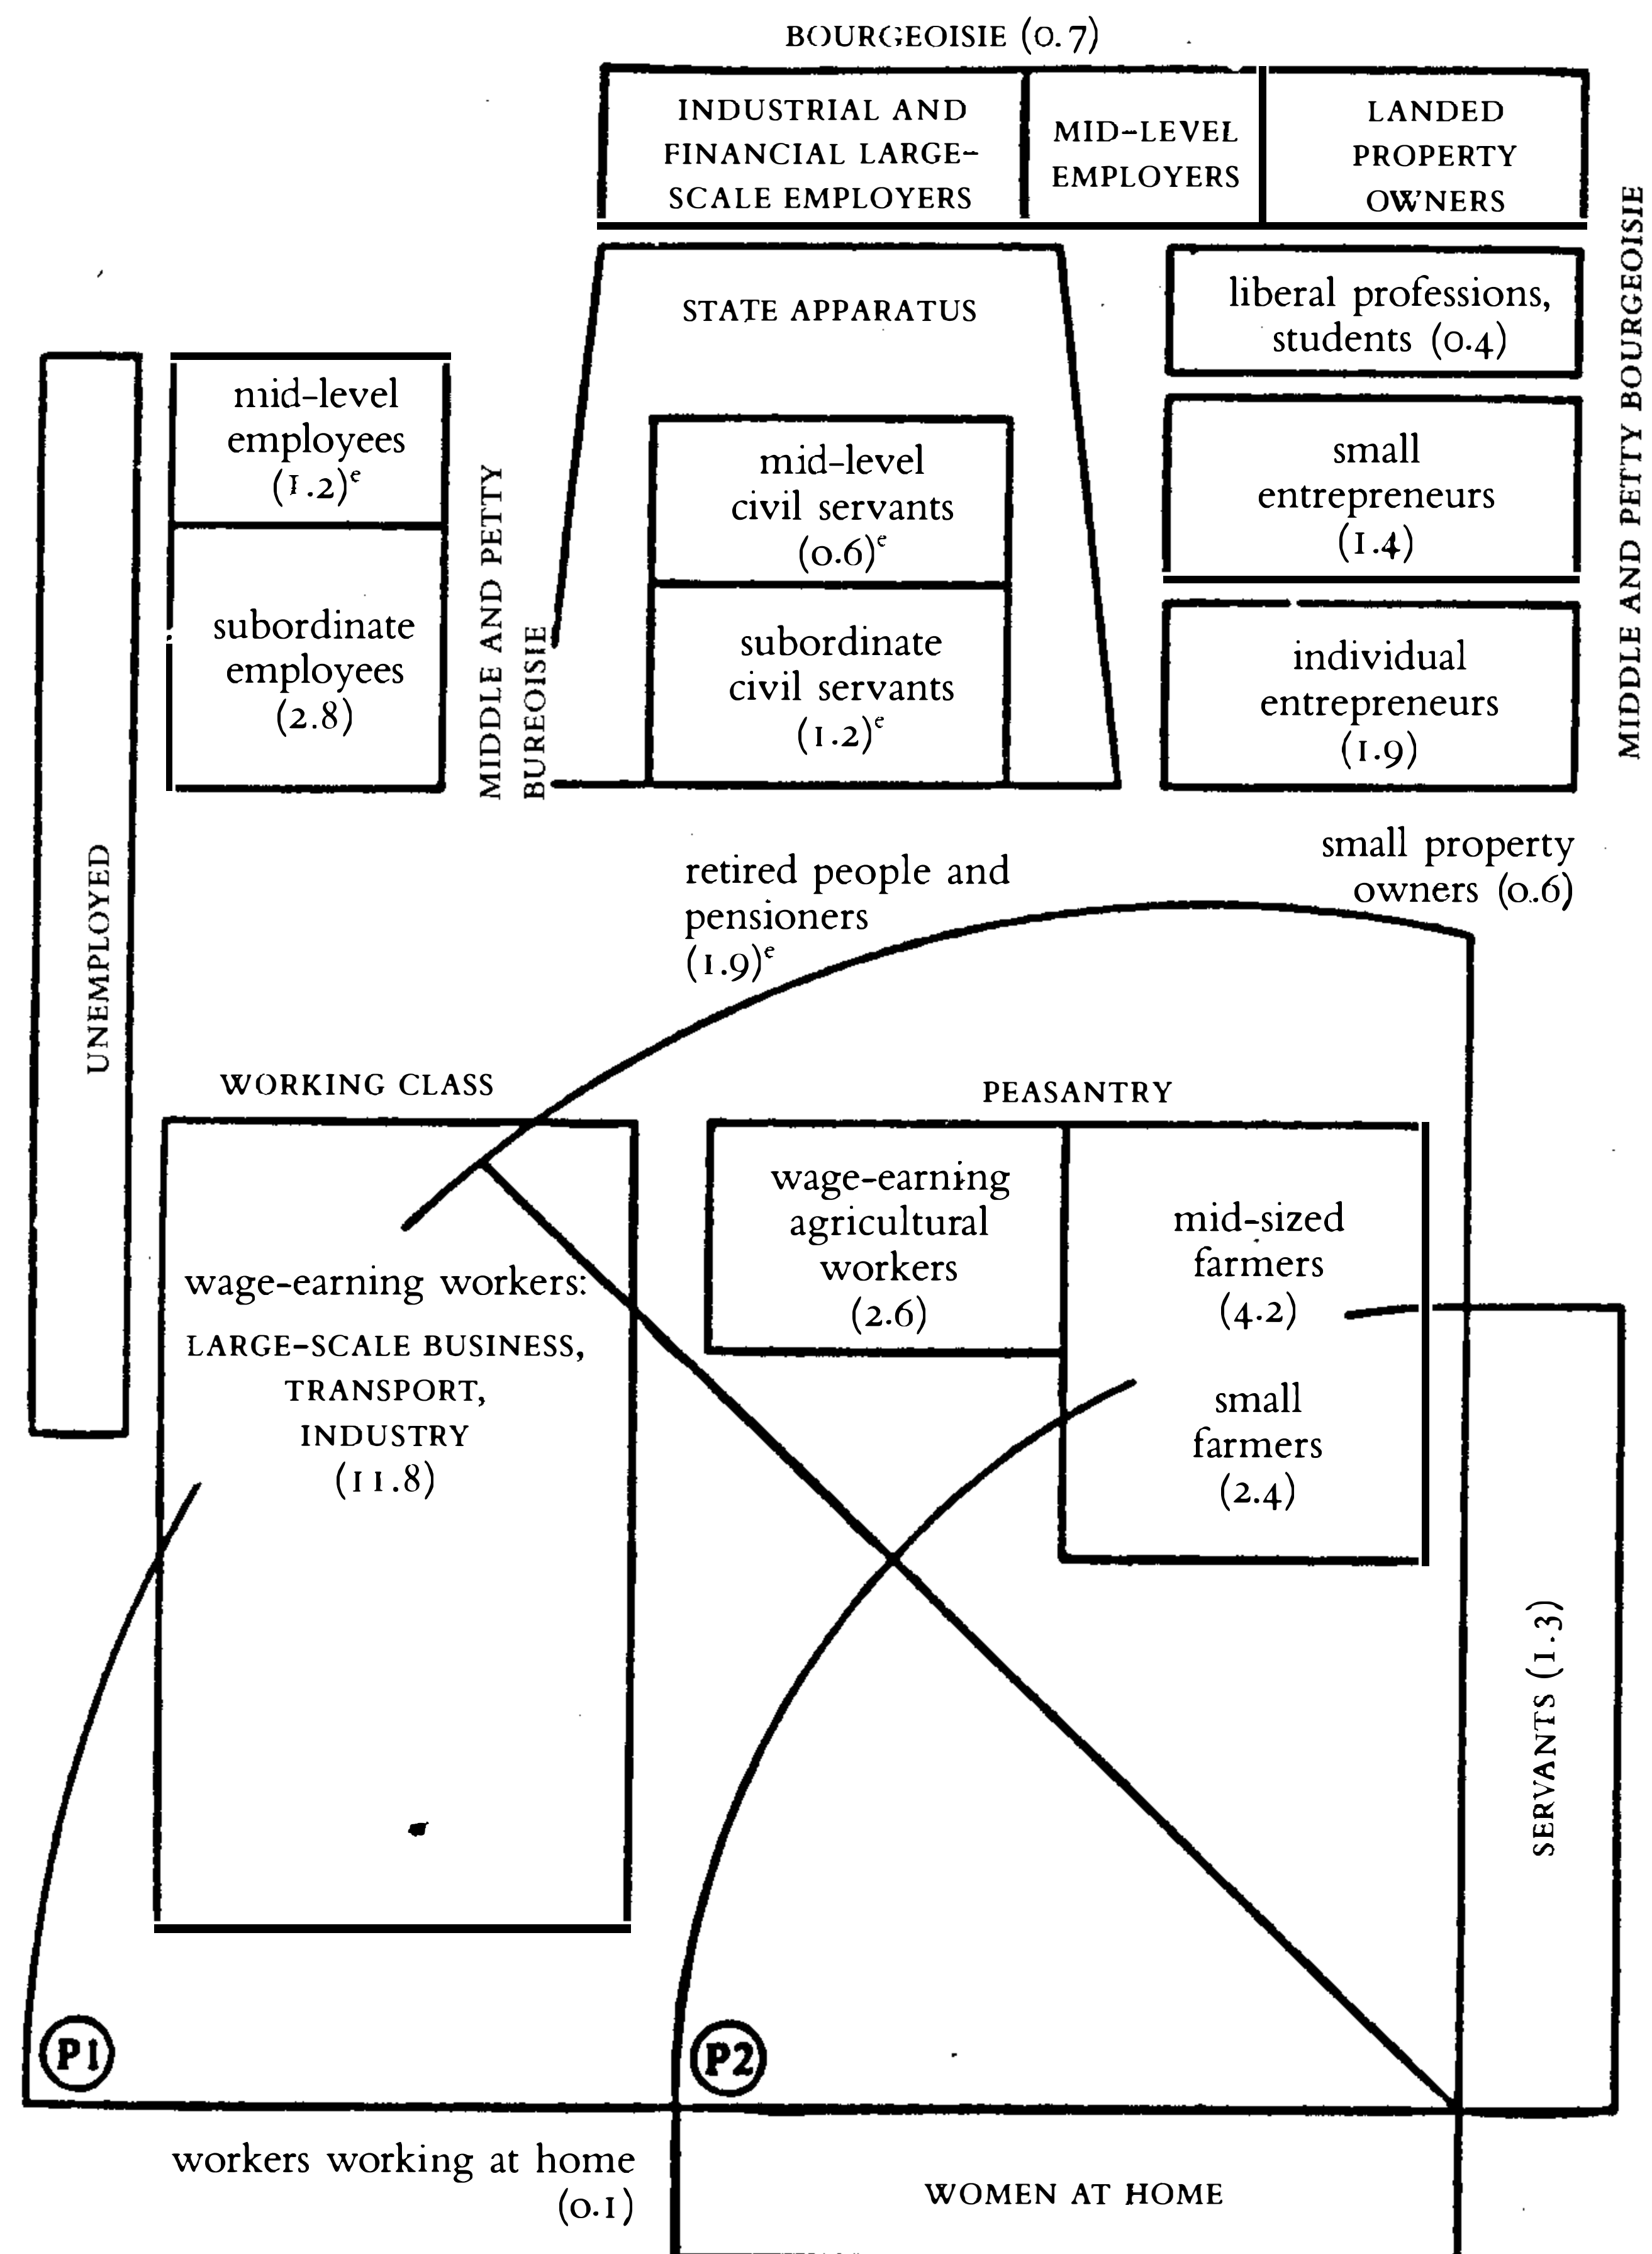 BOURGEOISIE (0.7)
INDUSTRIAL AND
FINANCIAL LARGE-
SCALE EMPLOYERS
MID-LEVEL
EMPLOYERS
LANDED
PROPERTY
OWNERS
STATE APPARATUS
liberal professions,
students (0.4)
MIDDLE AND PETTY BOURGEOISIE
mid-level
employees
(1.2)e
mid-level
civil servants
(0.6)e
small
entrepreneurs
(1.4)
MIDDLE AND PETTY
BUREOISIE
subordinate
employees
(2.8)
subordinate
civil servants
(1.2)e
individual
entrepreneurs
(1.9)
UNEMPLOYED
retired people and
pensioners
(1.9)e
small property
owners (0.6)
WORKING CLASS
PEASANTRY
wage-earning workers:
LARGE-SCALE BUSINESS,
TRANSPORT,
INDUSTRY
(11.8)
wage-earning
agricultural
workers
(2.6)
mid-sized
farmers
(4.2)
small
farmers
(2.4)
SERVANTS (1.3)
P1
P2
workers working at home
(0.1)
WOMEN AT HOME